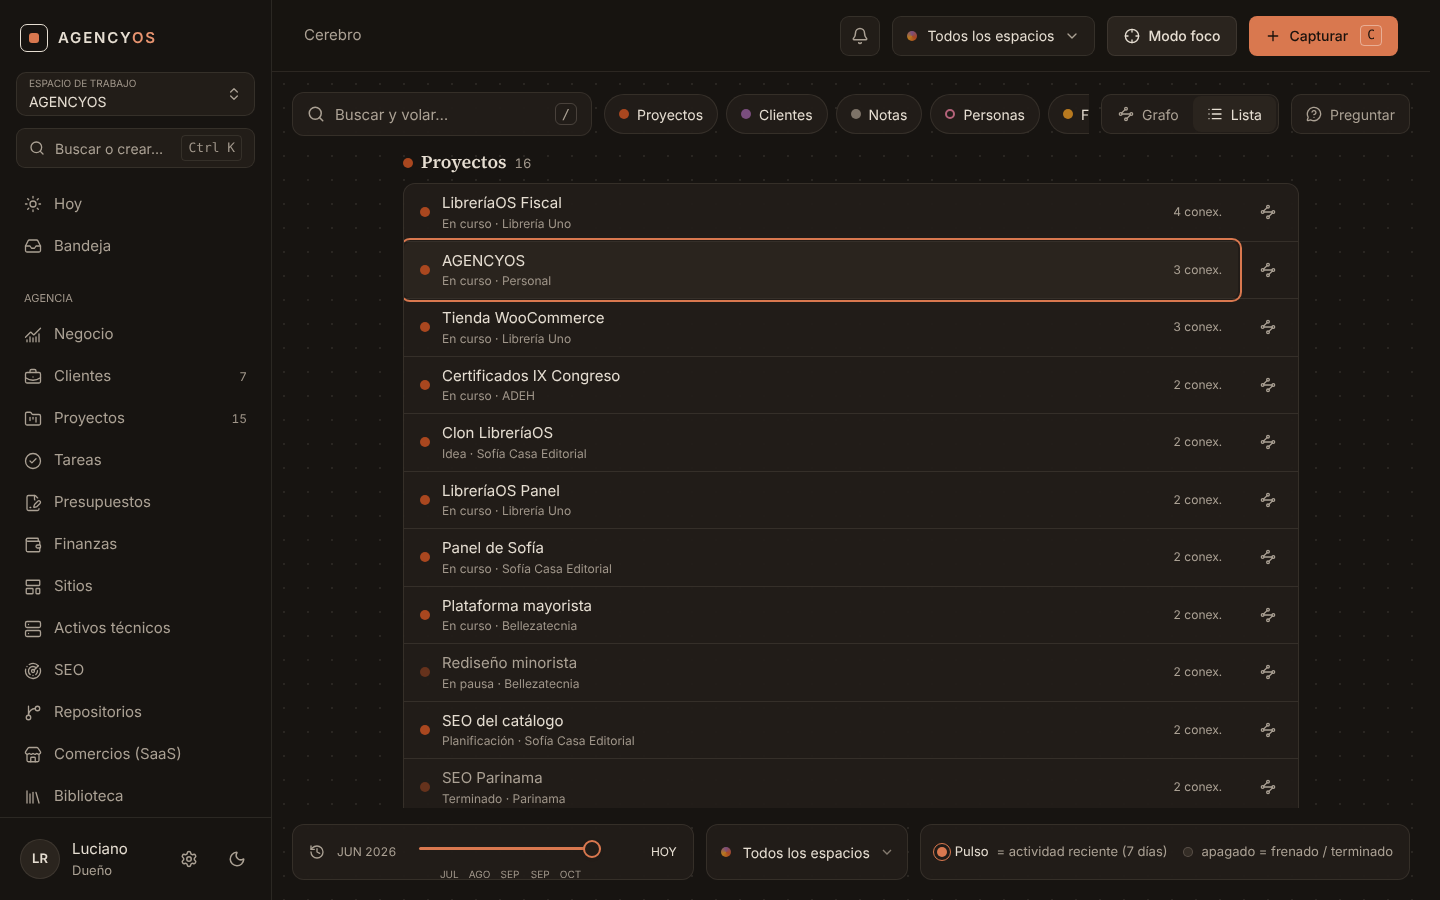 AGENCYOS
ESPACIO DE TRABAJO
AGENCYOS
Buscar o crear... Ctrl K
Hoy
Bandeja
AGENCIA
Negocio
Clientes 7
Proyectos 15
Tareas
Presupuestos
Finanzas
Sitios
Activos técnicos
SEO
Repositorios
Comercios (SaaS)
Biblioteca
LR
Luciano
Dueño
Cerebro
Todos los espacios
Modo foco
Capturar C
Buscar y volar... /
Proyectos
Clientes
Notas
Personas
F
Grafo
Lista
Preguntar
Proyectos 16
LibreríaOS Fiscal
En curso · Librería Uno
4 conex.
AGENCYOS
En curso · Personal
3 conex.
Tienda WooCommerce
En curso · Librería Uno
3 conex.
Certificados IX Congreso
En curso · ADEH
2 conex.
Clon LibreríaOS
Idea · Sofía Casa Editorial
2 conex.
LibreríaOS Panel
En curso · Librería Uno
2 conex.
Panel de Sofía
En curso · Sofía Casa Editorial
2 conex.
Plataforma mayorista
En curso · Bellezatecnia
2 conex.
Rediseño minorista
En pausa · Bellezatecnia
2 conex.
SEO del catálogo
Planificación · Sofía Casa Editorial
2 conex.
SEO Parinama
Terminado · Parinama
2 conex.
JUN 2026
HOY
JUL AGO SEP SEP OCT
Todos los espacios
Pulso = actividad reciente (7 días)
apagado = frenado / terminado